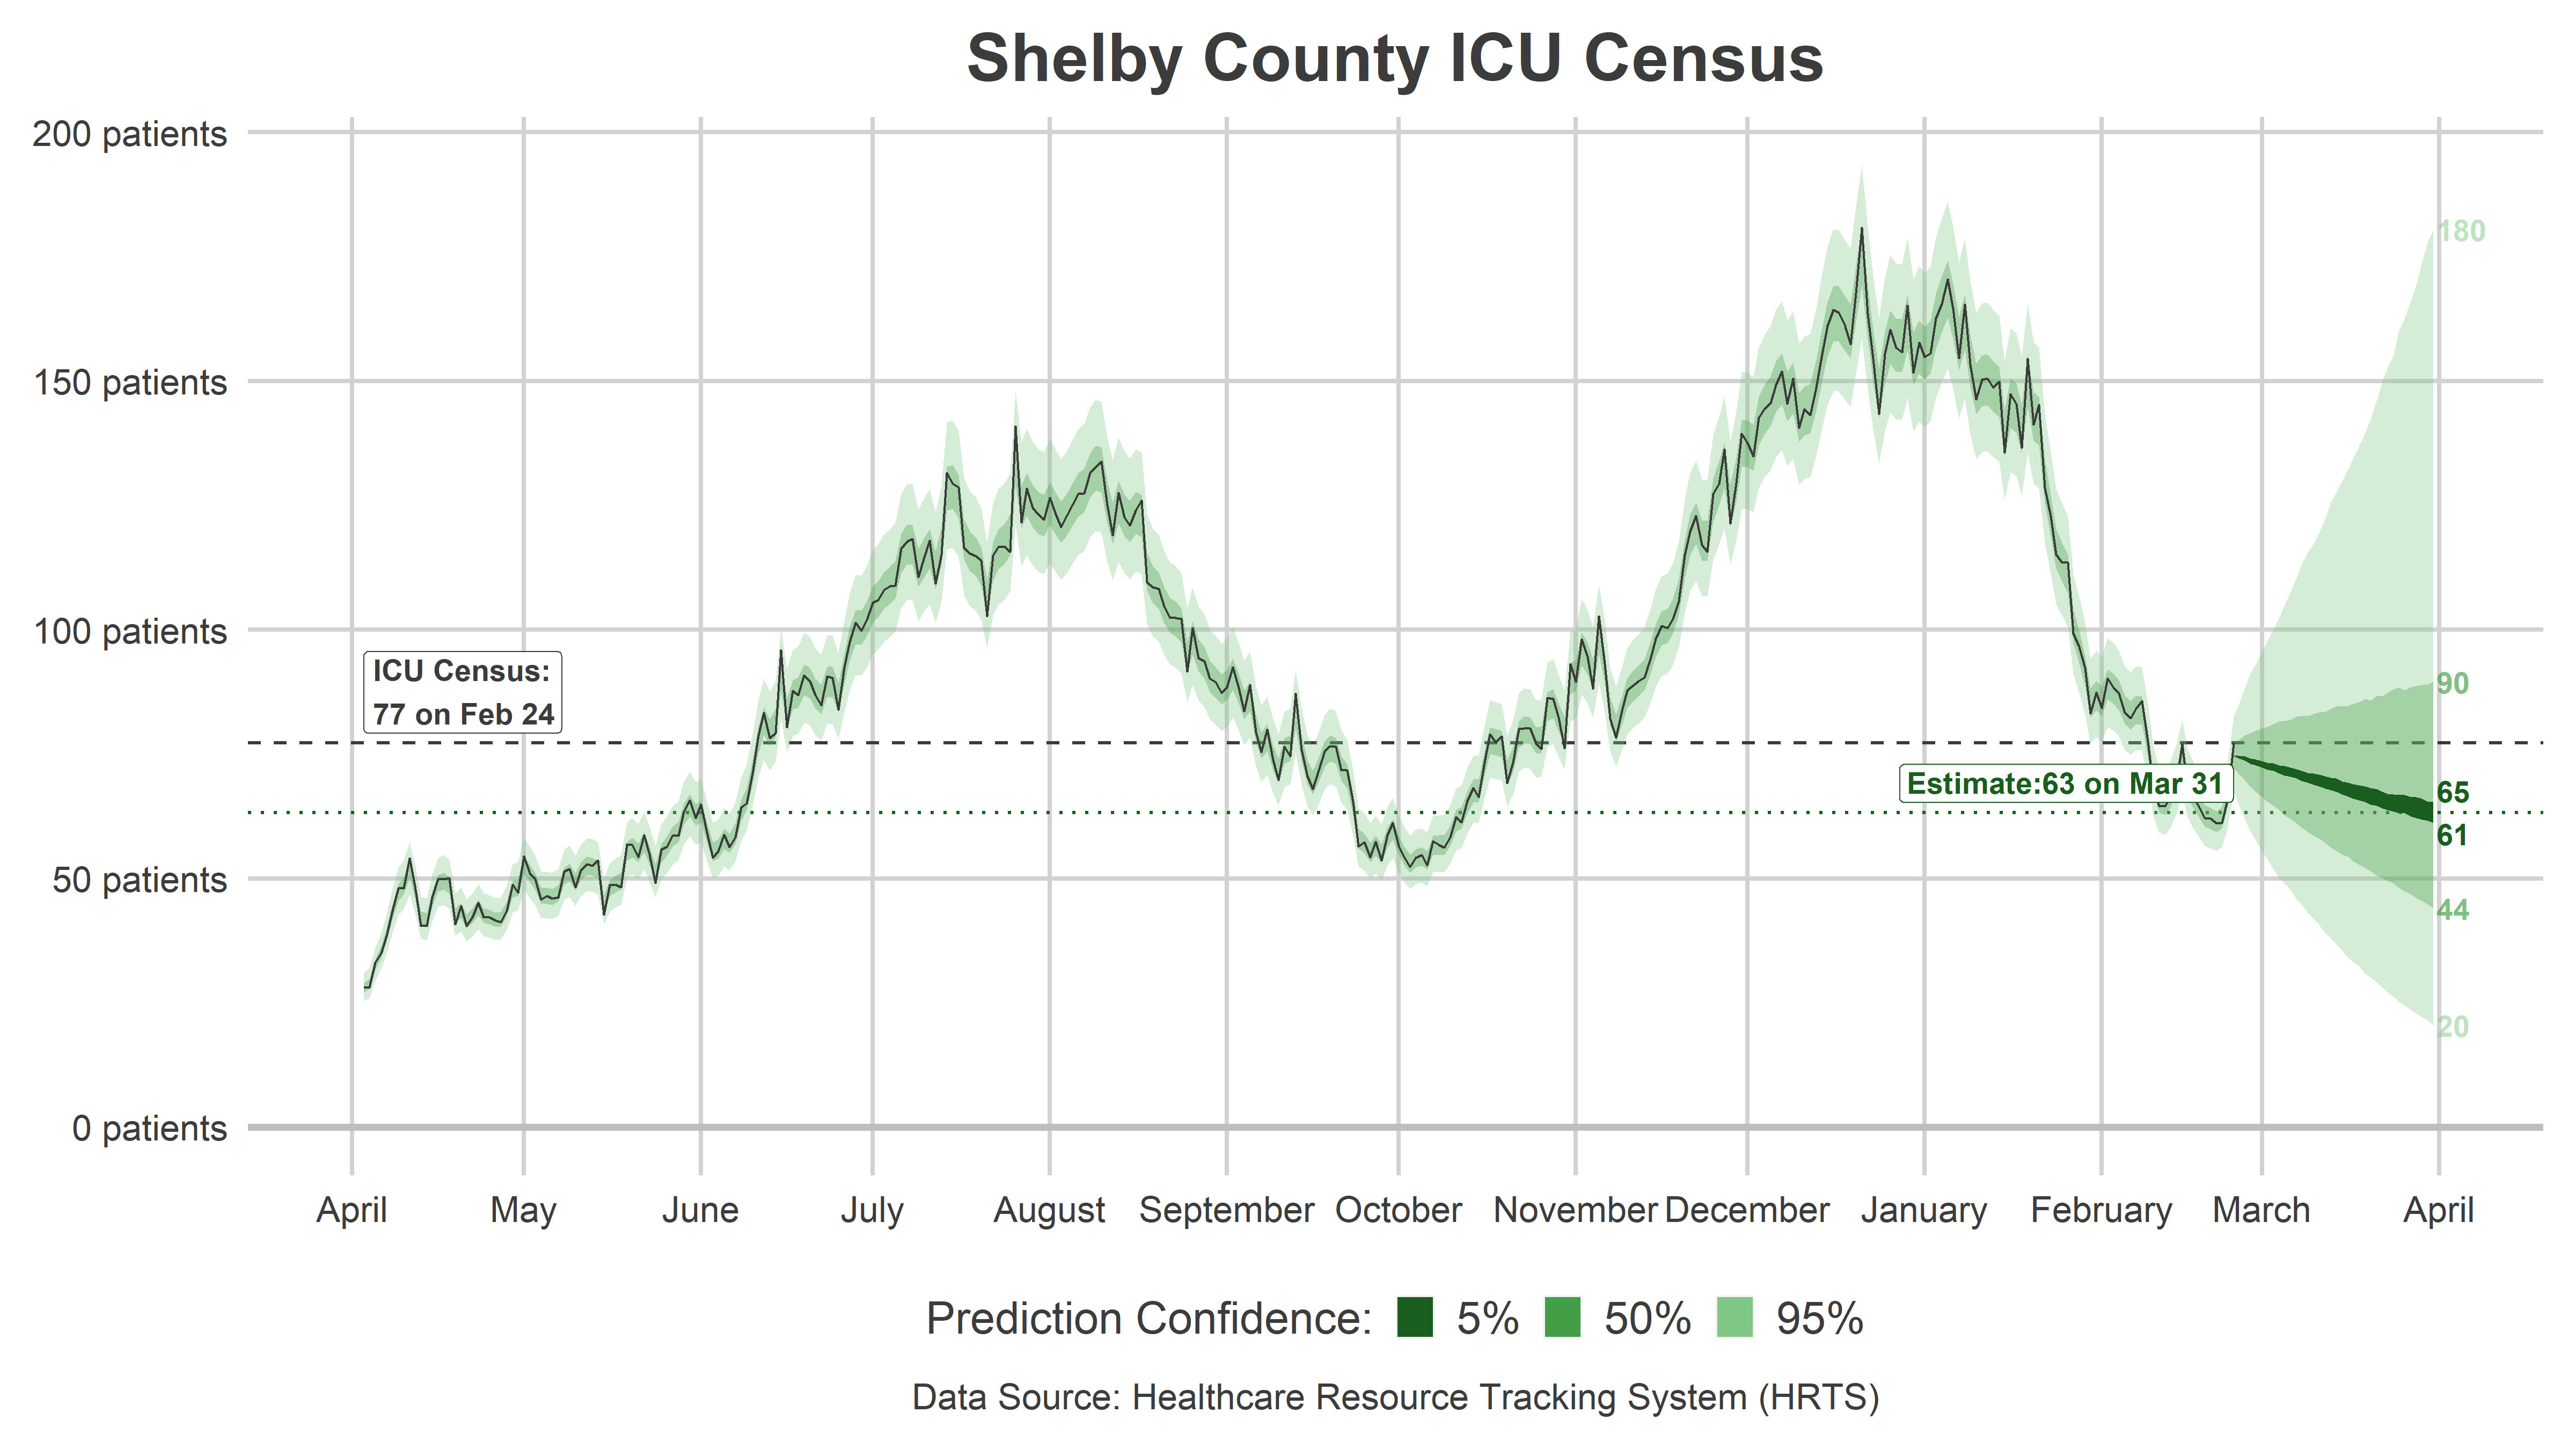 Shelby County ICU Census
200 patients
150 patients
100 patients
50 patients
0 patients
ICU Census:
77 on Feb 24
Estimate:63 on Mar 31
180
90
65
61
44
20
April May June July August September October November December January February March April
Prediction Confidence: 5% 50% 95%
Data Source: Healthcare Resource Tracking System (HRTS)